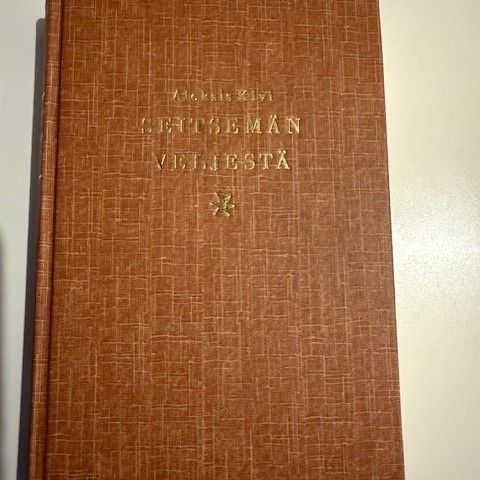 Aleksis Kivi
SEITSEMÄN
VELJESTÄ